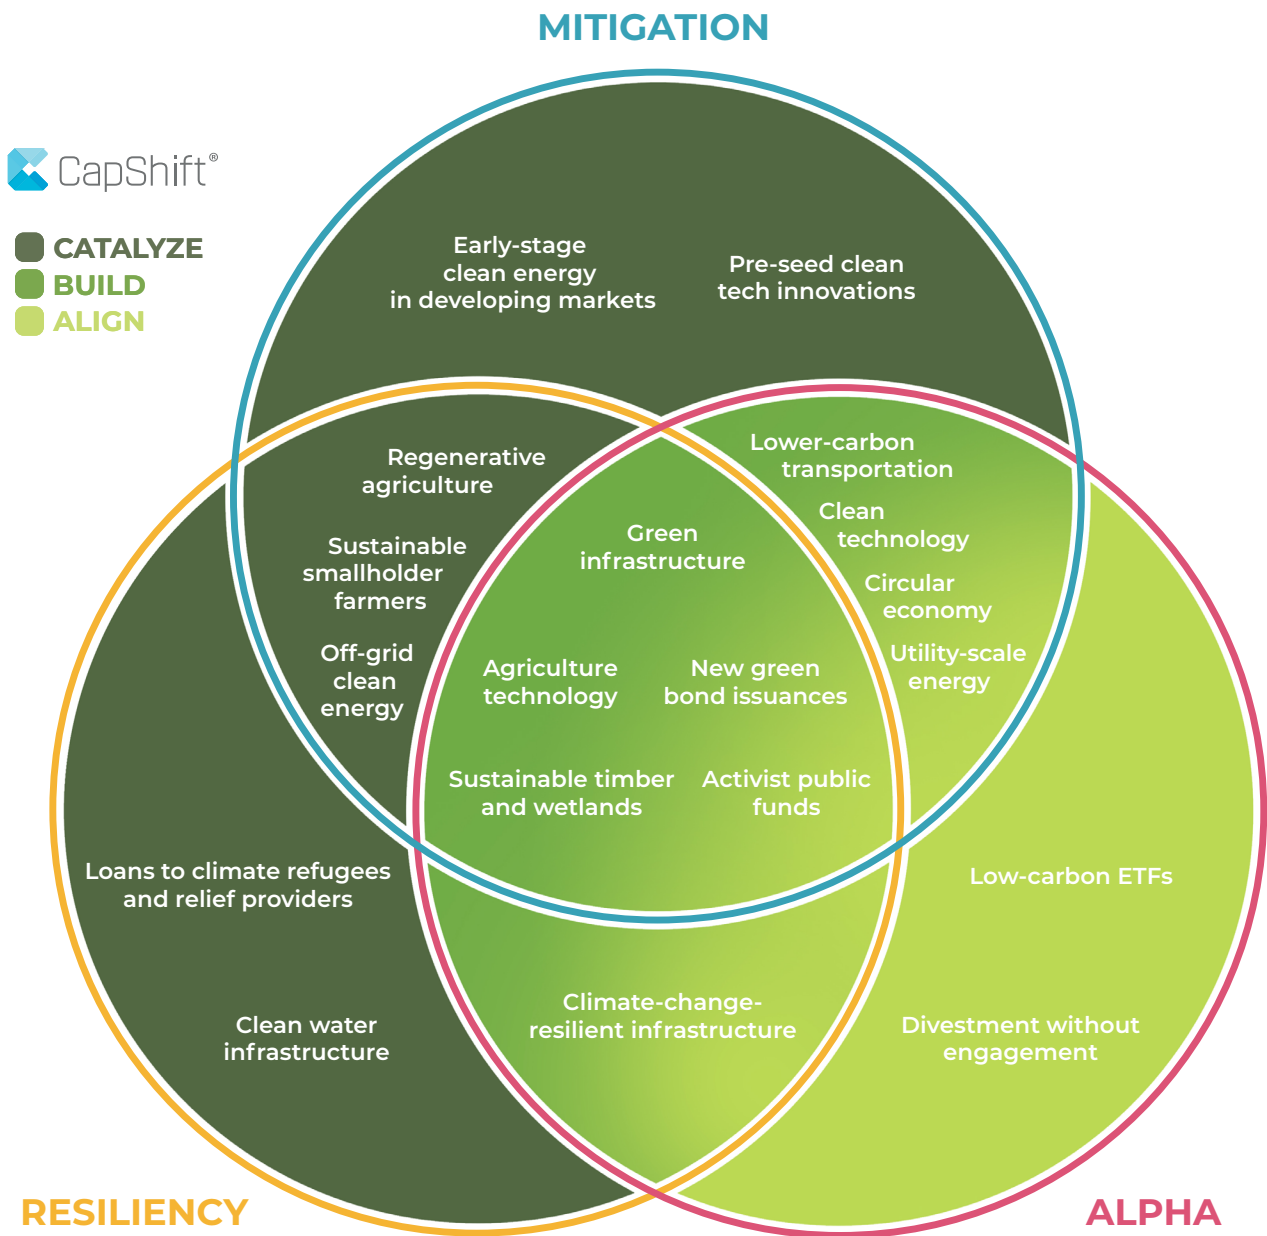 MITIGATION
CapShift®
CATALYZE
BUILD
ALIGN
Early-stage
clean energy
in developing markets
Pre-seed clean
tech innovations
Regenerative
agriculture
Sustainable
smallholder
farmers
Off-grid
clean
energy
Lower-carbon
transportation
Clean
technology
Circular
economy
Utility-scale
energy
Green
infrastructure
Agriculture
technology
New green
bond issuances
Sustainable timber
and wetlands
Activist public
funds
Loans to climate refugees
and relief providers
Clean water
infrastructure
Climate-change-
resilient infrastructure
Low-carbon ETFs
Divestment without
engagement
RESILIENCY
ALPHA